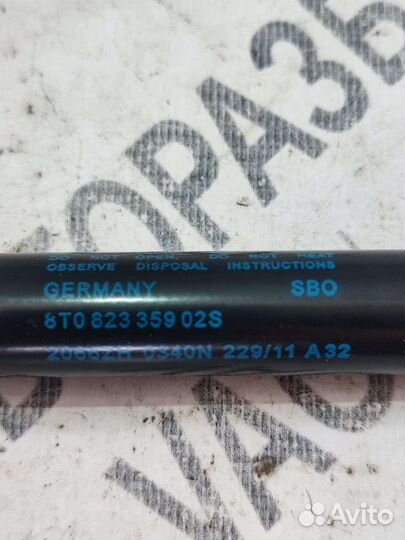 АВТОРАЗБ
DO NOT OPEN, DO NOT HEAT
OBSERVE DISPOSAL INSTRUCTIONS
GERMANY SBO
8T0 823 359 02S
2066ZH 0340N 229/11 A32
Avito